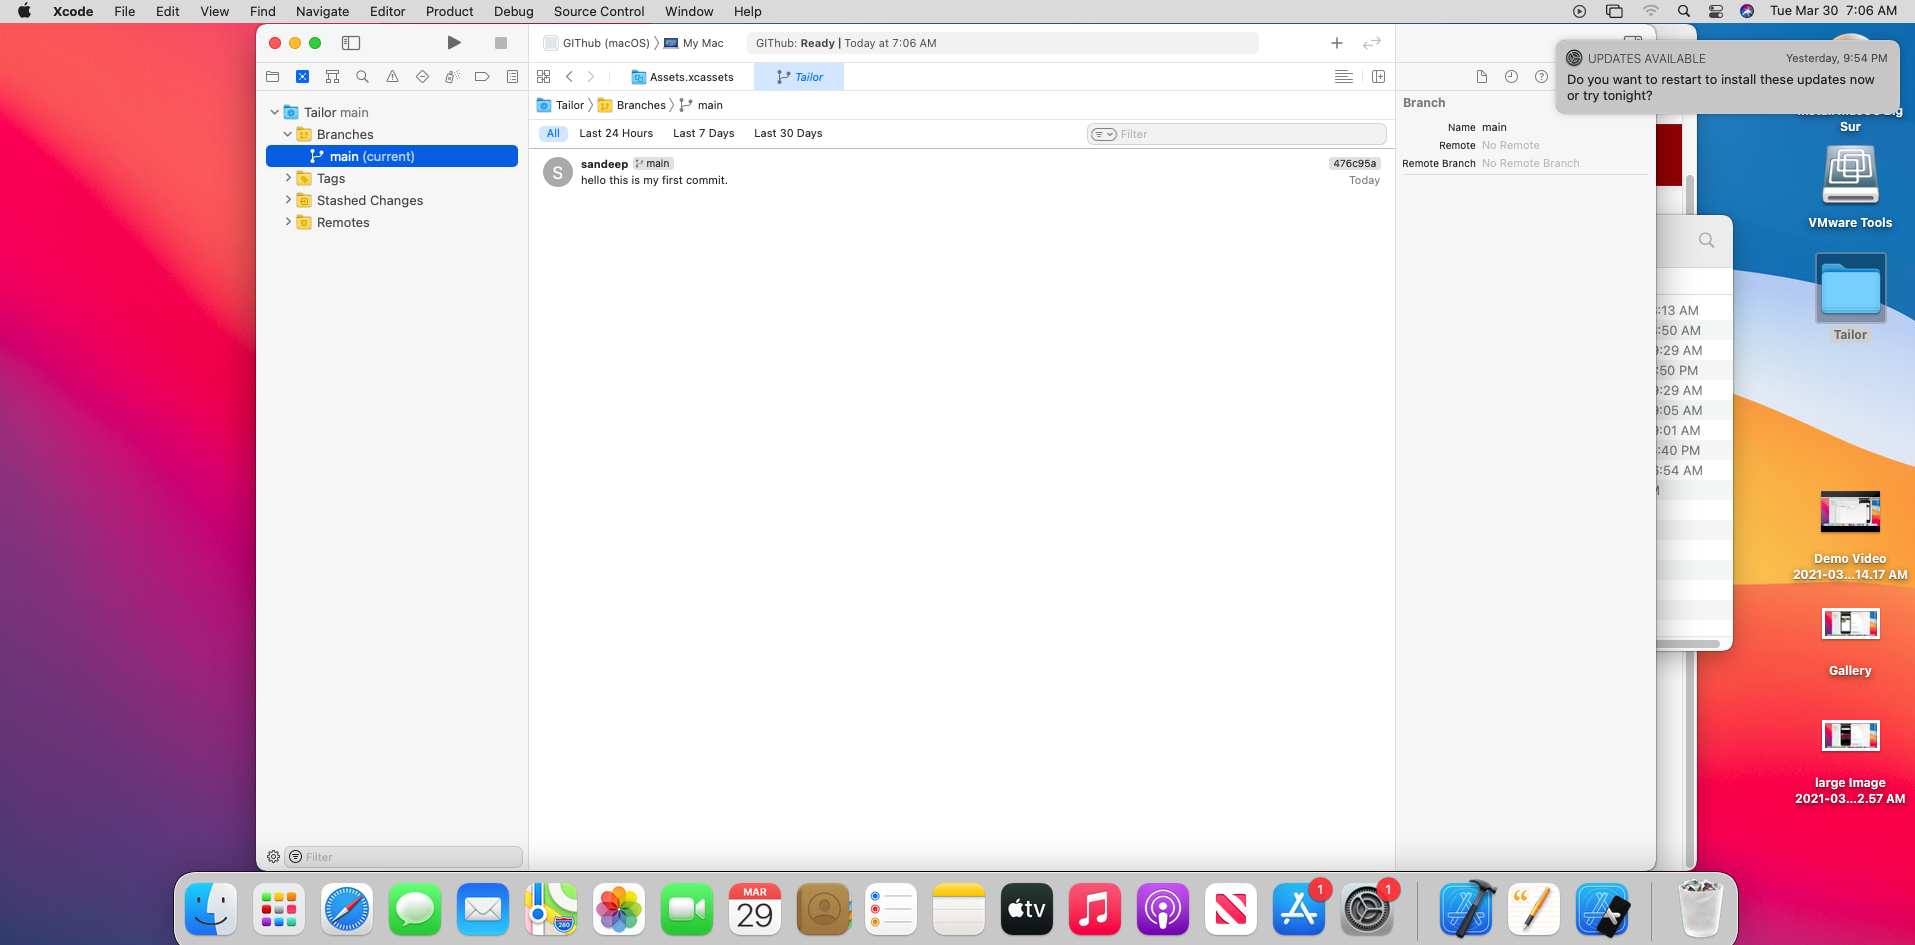 Xcode File Edit View Find Navigate Editor Product Debug Source Control Window Help Tue Mar 30 7:06 AM
GIThub (macOS) My Mac GIThub: Ready | Today at 7:06 AM
UPDATES AVAILABLE Yesterday, 9:54 PM
Do you want to restart to install these updates now
or try tonight?
Assets.xcassets Tailor
Tailor Branches main
Branch
Name main
Remote No Remote
Remote Branch No Remote Branch
All Last 24 Hours Last 7 Days Last 30 Days Filter
sandeep main 476c95a
S
hello this is my first commit. Today
Tailor main
Branches
main (current)
Tags
Stashed Changes
Remotes
Filter
Sur
VMware Tools
Tailor
:13 AM
:50 AM
:29 AM
:50 PM
:29 AM
:05 AM
:01 AM
:40 PM
:54 AM
Demo Video
2021-03...14.17 AM
Gallery
large Image
2021-03...2.57 AM
MAR
29
280
tv
1
1